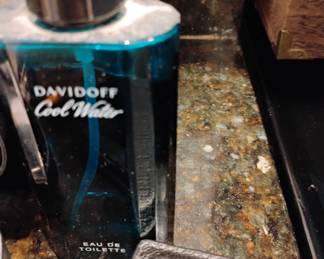 DAVIDOFF
Cool Water
EAU DE
TOILETTE